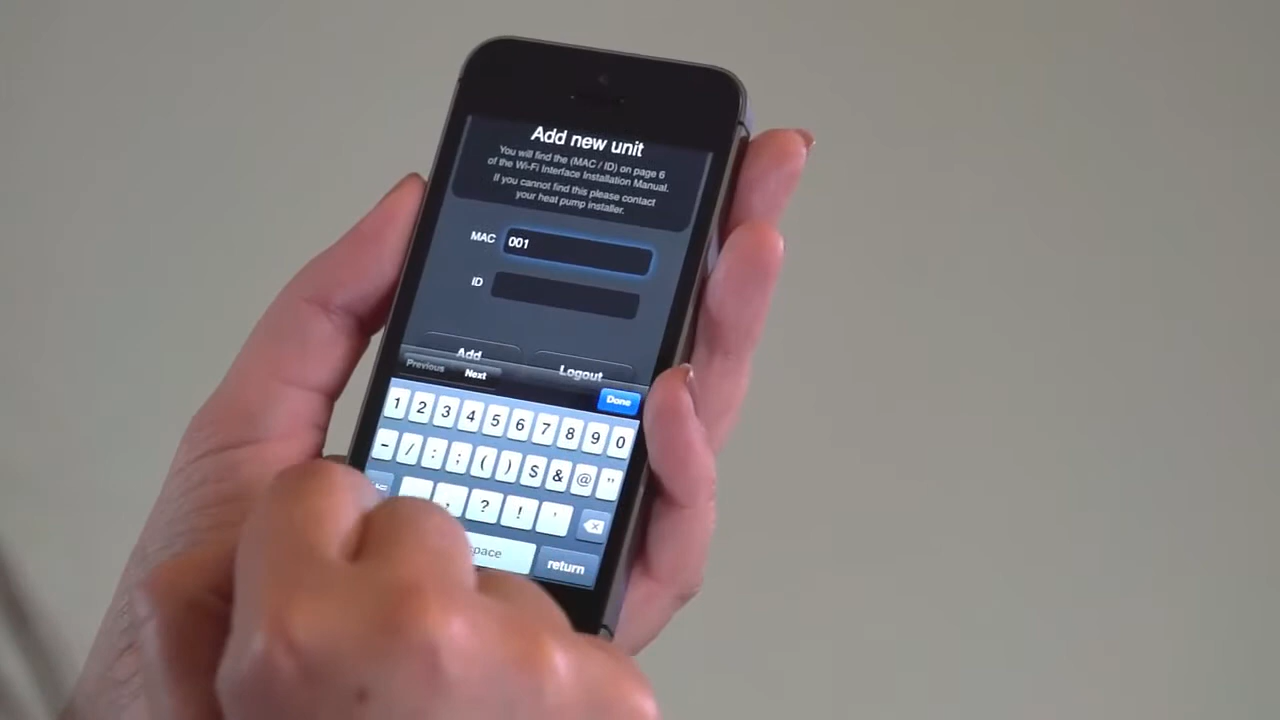 Add new unit
You will find the (MAC / ID) on page 6
of the Wi-Fi Interface Installation Manual.
If you cannot find this please contact
your heat pump installer.
MAC 001
ID
Add Logout
Previous Next Done
1 2 3 4 5 6 7 8 9 0
- / : ; ( ) $ & @ "
? ! '
space return